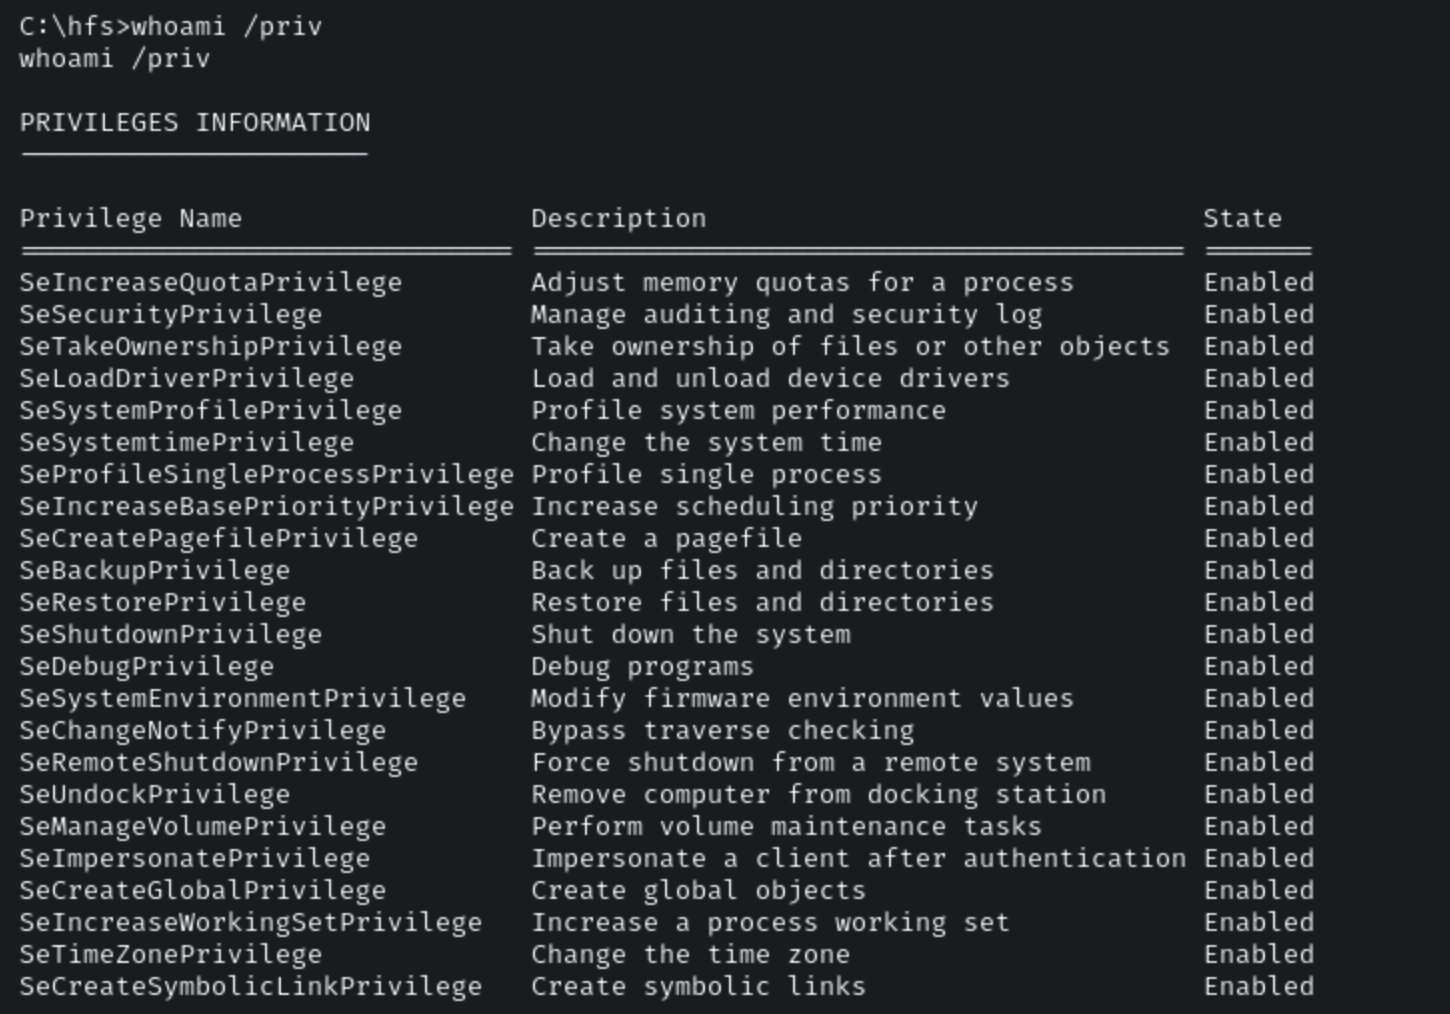 C:\hfs>whoami /priv
whoami /priv
PRIVILEGES INFORMATION
Privilege Name Description State
SeIncreaseQuotaPrivilege Adjust memory quotas for a process Enabled
SeSecurityPrivilege Manage auditing and security log Enabled
SeTakeOwnershipPrivilege Take ownership of files or other objects Enabled
SeLoadDriverPrivilege Load and unload device drivers Enabled
SeSystemProfilePrivilege Profile system performance Enabled
SeSystemtimePrivilege Change the system time Enabled
SeProfileSingleProcessPrivilege Profile single process Enabled
SeIncreaseBasePriorityPrivilege Increase scheduling priority Enabled
SeCreatePagefilePrivilege Create a pagefile Enabled
SeBackupPrivilege Back up files and directories Enabled
SeRestorePrivilege Restore files and directories Enabled
SeShutdownPrivilege Shut down the system Enabled
SeDebugPrivilege Debug programs Enabled
SeSystemEnvironmentPrivilege Modify firmware environment values Enabled
SeChangeNotifyPrivilege Bypass traverse checking Enabled
SeRemoteShutdownPrivilege Force shutdown from a remote system Enabled
SeUndockPrivilege Remove computer from docking station Enabled
SeManageVolumePrivilege Perform volume maintenance tasks Enabled
SeImpersonatePrivilege Impersonate a client after authentication Enabled
SeCreateGlobalPrivilege Create global objects Enabled
SeIncreaseWorkingSetPrivilege Increase a process working set Enabled
SeTimeZonePrivilege Change the time zone Enabled
SeCreateSymbolicLinkPrivilege Create symbolic links Enabled